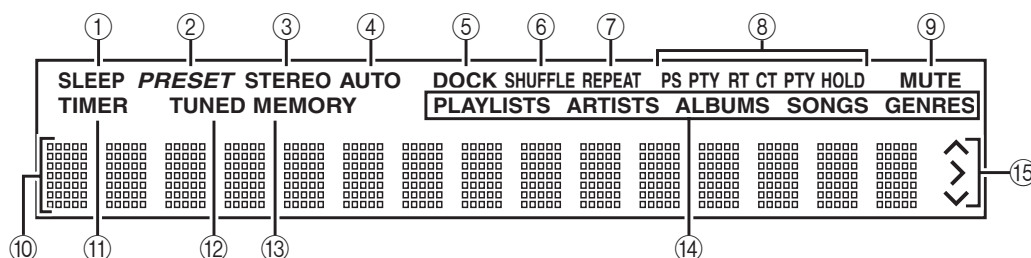 ① ② ③ ④ ⑤ ⑥ ⑦ ⑧ ⑨
SLEEP PRESET STEREO AUTO DOCK SHUFFLE REPEAT PS PTY RT CT PTY HOLD MUTE
TIMER TUNED MEMORY PLAYLISTS ARTISTS ALBUMS SONGS GENRES
⑮
⑩ ⑪ ⑫ ⑬ ⑭